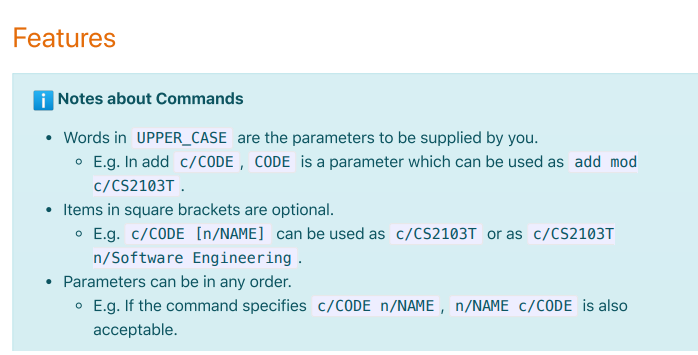 Features
Notes about Commands
• Words in UPPER_CASE are the parameters to be supplied by you.
◦ E.g. In add c/CODE, CODE is a parameter which can be used as add mod
c/CS2103T.
• Items in square brackets are optional.
◦ E.g. c/CODE [n/NAME] can be used as c/CS2103T or as c/CS2103T
n/Software Engineering.
• Parameters can be in any order.
◦ E.g. If the command specifies c/CODE n/NAME, n/NAME c/CODE is also
acceptable.